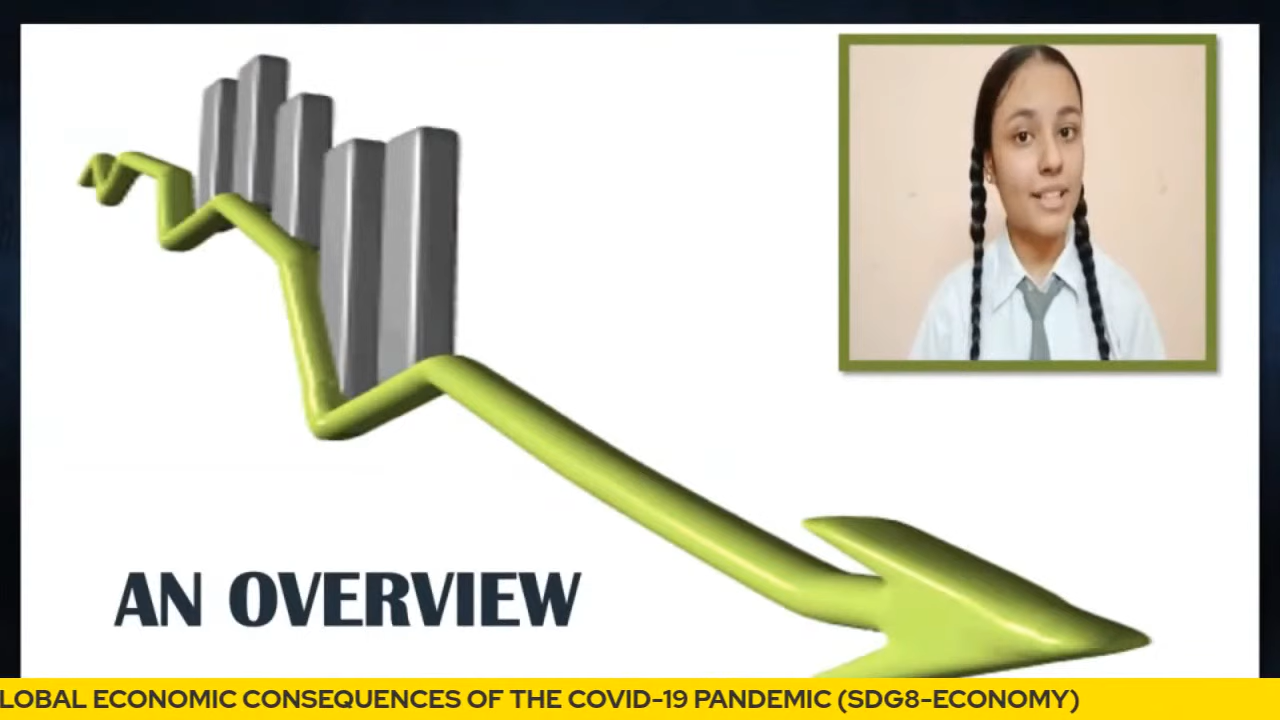 AN OVERVIEW
LOBAL ECONOMIC CONSEQUENCES OF THE COVID-19 PANDEMIC (SDG8-ECONOMY)